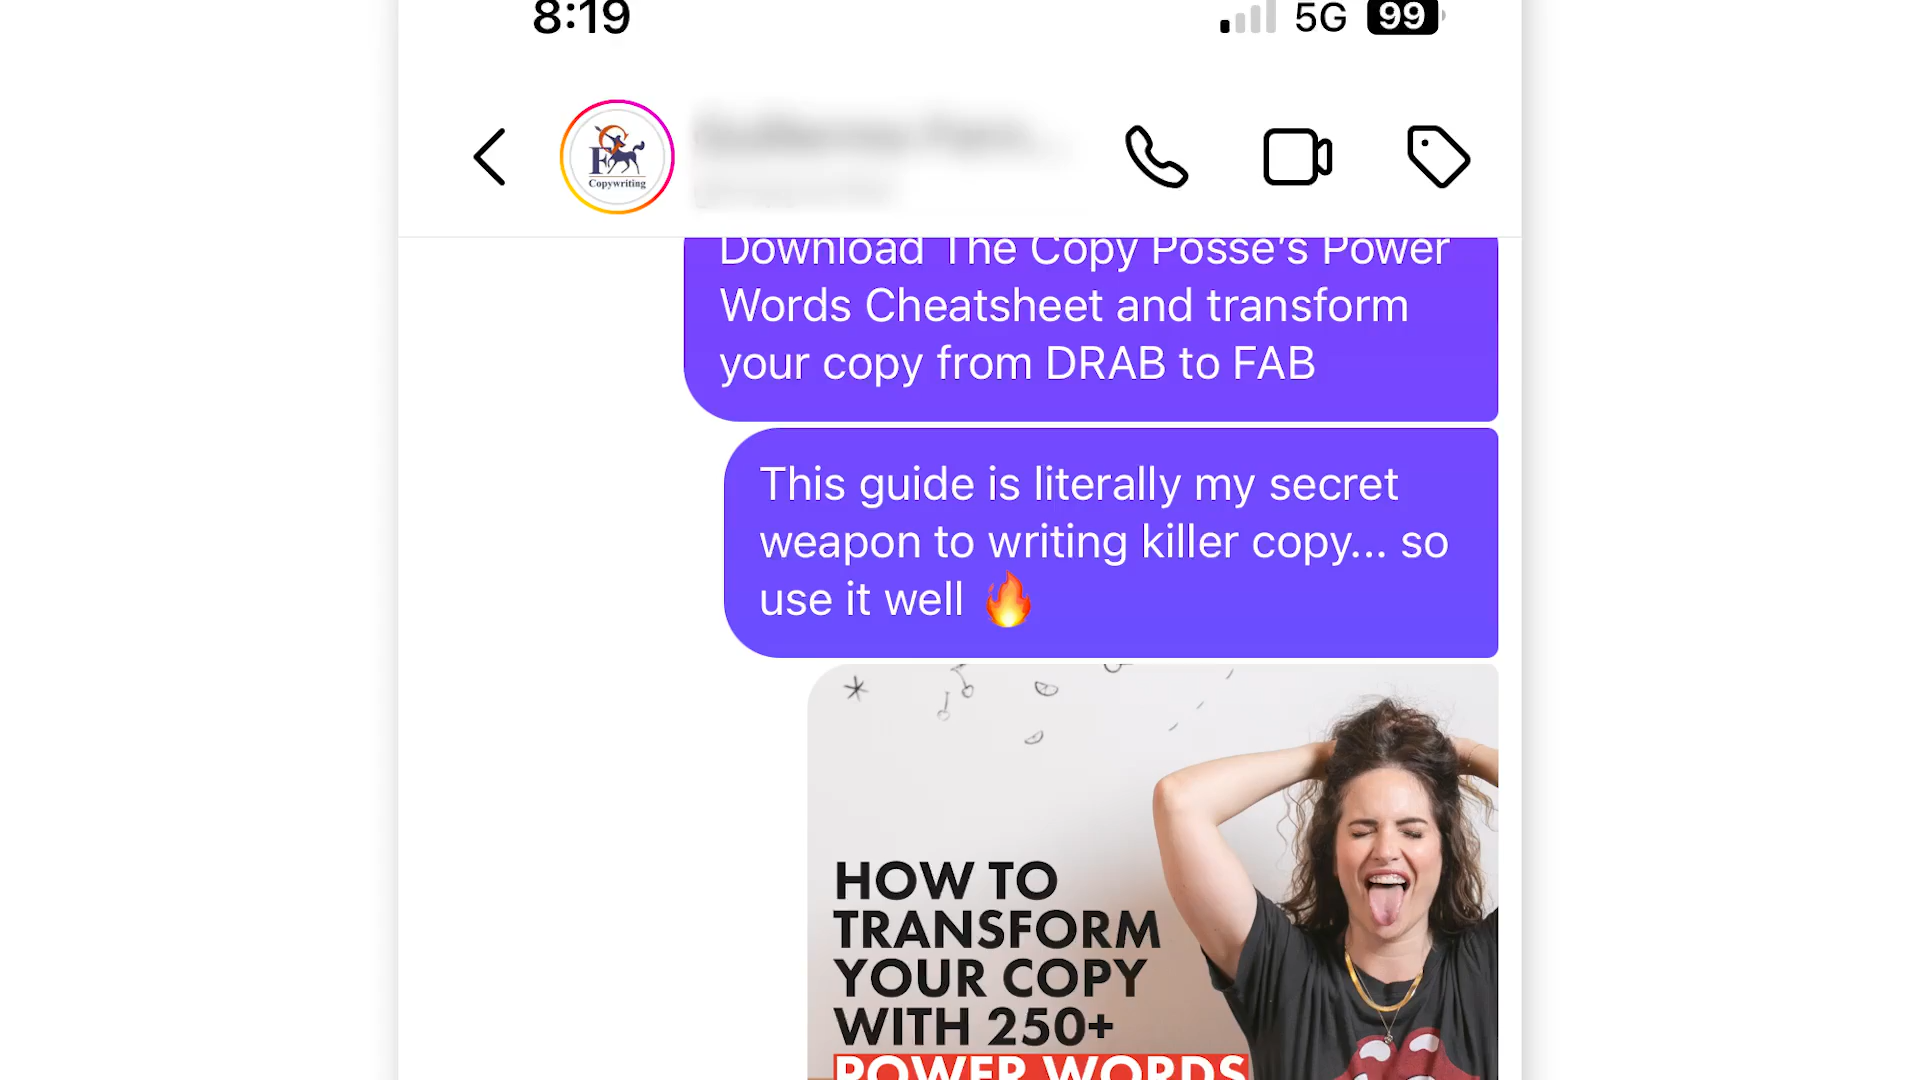 8:19
5G
99
F
Copywriting
Download The Copy Posse’s Power
Words Cheatsheet and transform
your copy from DRAB to FAB
This guide is literally my secret
weapon to writing killer copy... so
use it well
HOW TO
TRANSFORM
YOUR COPY
WITH 250+
POWER WORDS